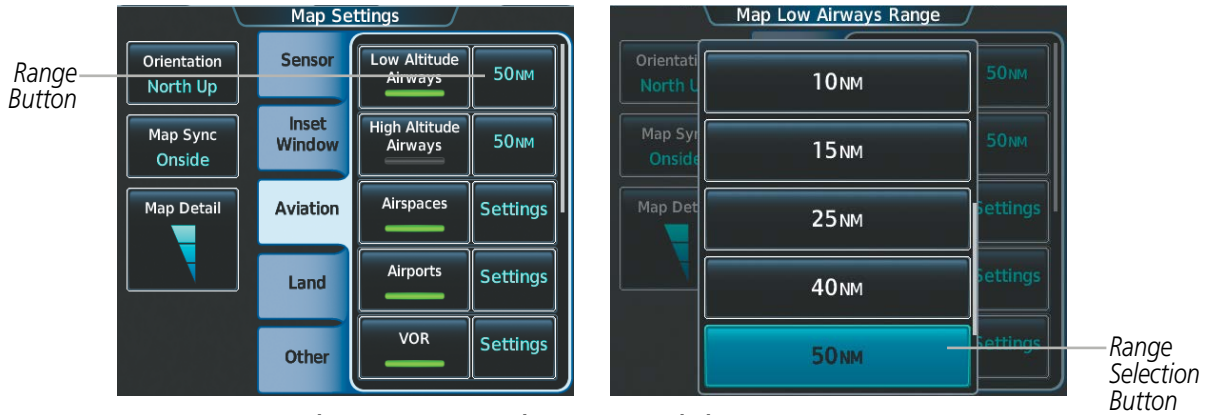 Map Settings
Range
Button
Orientation
North Up
Map Sync
Onside
Map Detail
Sensor
Inset
Window
Aviation
Land
Other
Low Altitude
Airways
50NM
High Altitude
Airways
50NM
Airspaces
Settings
Airports
Settings
VOR
Settings
Map Low Airways Range
Orientati
North U
Map Syn
Onside
Map Det
10NM
15NM
25NM
40NM
50NM
50NM
50NM
Settings
Settings
Settings
Range
Selection
Button